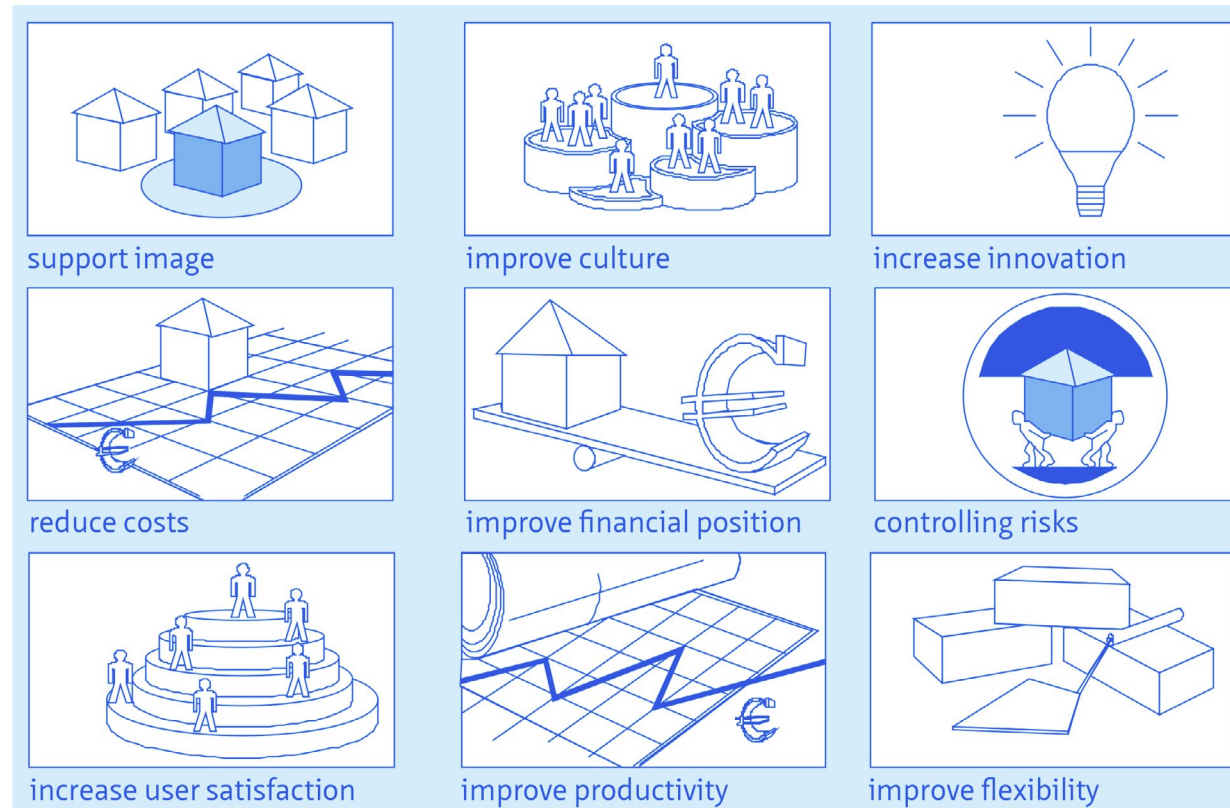 support image
improve culture
increase innovation
reduce costs
improve financial position
controlling risks
increase user satisfaction
improve productivity
improve flexibility